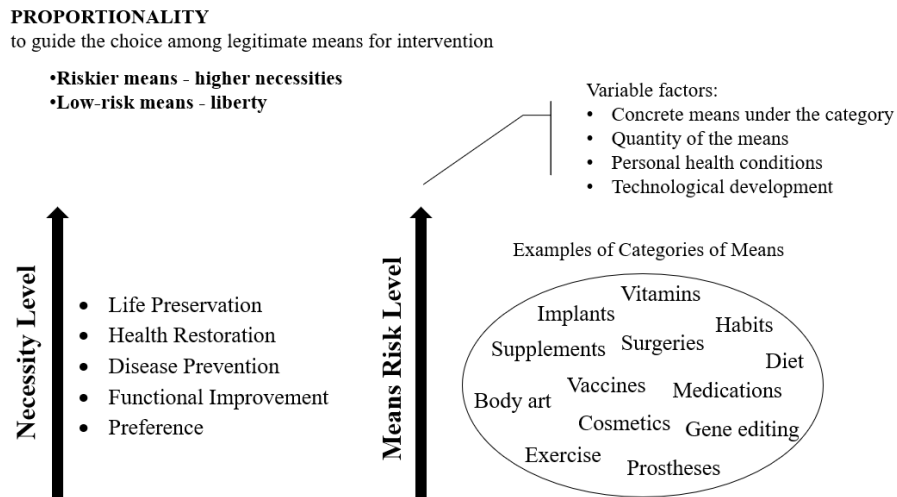 PROPORTIONALITY
to guide the choice among legitimate means for intervention
•Riskier means - higher necessities
•Low-risk means - liberty
Variable factors:
• Concrete means under the category
• Quantity of the means
• Personal health conditions
• Technological development
Necessity Level
• Life Preservation
• Health Restoration
• Disease Prevention
• Functional Improvement
• Preference
Means Risk Level
Examples of Categories of Means
Vitamins
Implants
Habits
Supplements
Surgeries
Diet
Vaccines
Medications
Body art
Cosmetics
Gene editing
Exercise
Prostheses